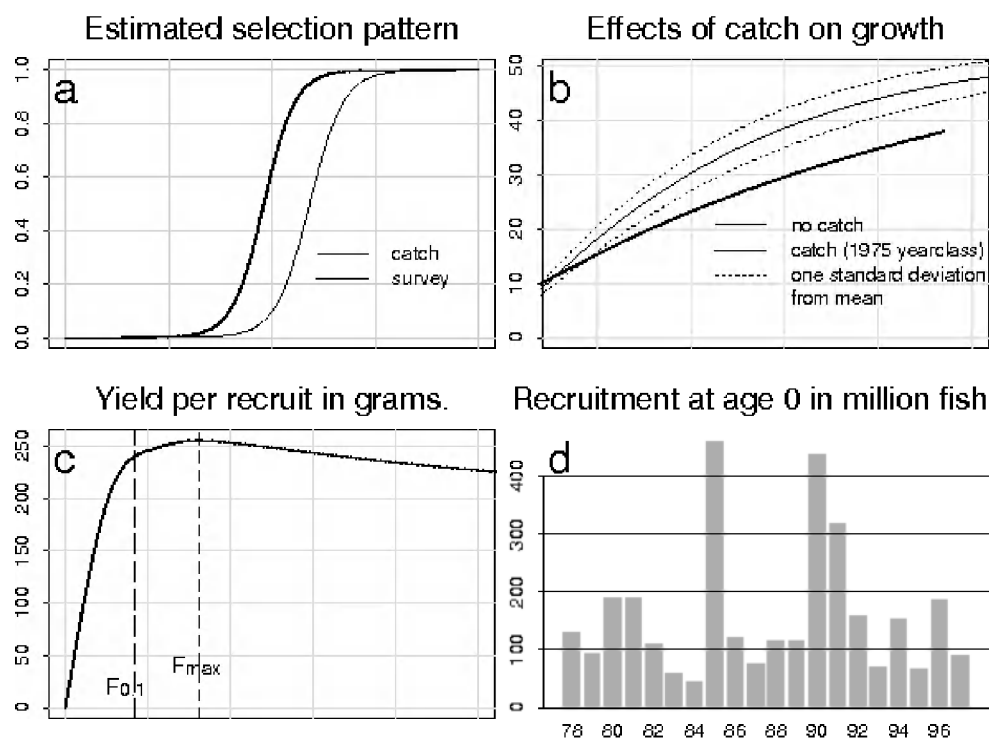 Estimated selection pattern
a
1.0
0.8
0.6
0.4
0.2
0.0
catch
survey
Effects of catch on growth
b
50
40
30
20
10
0
no catch
catch (1975 yearclass)
one standard deviation
from mean
Yield per recruit in grams.
c
250
200
150
100
50
0
F0.1
Fmax
Recruitment at age 0 in million fish
d
400
300
200
100
0
78 80 82 84 86 88 90 92 94 96